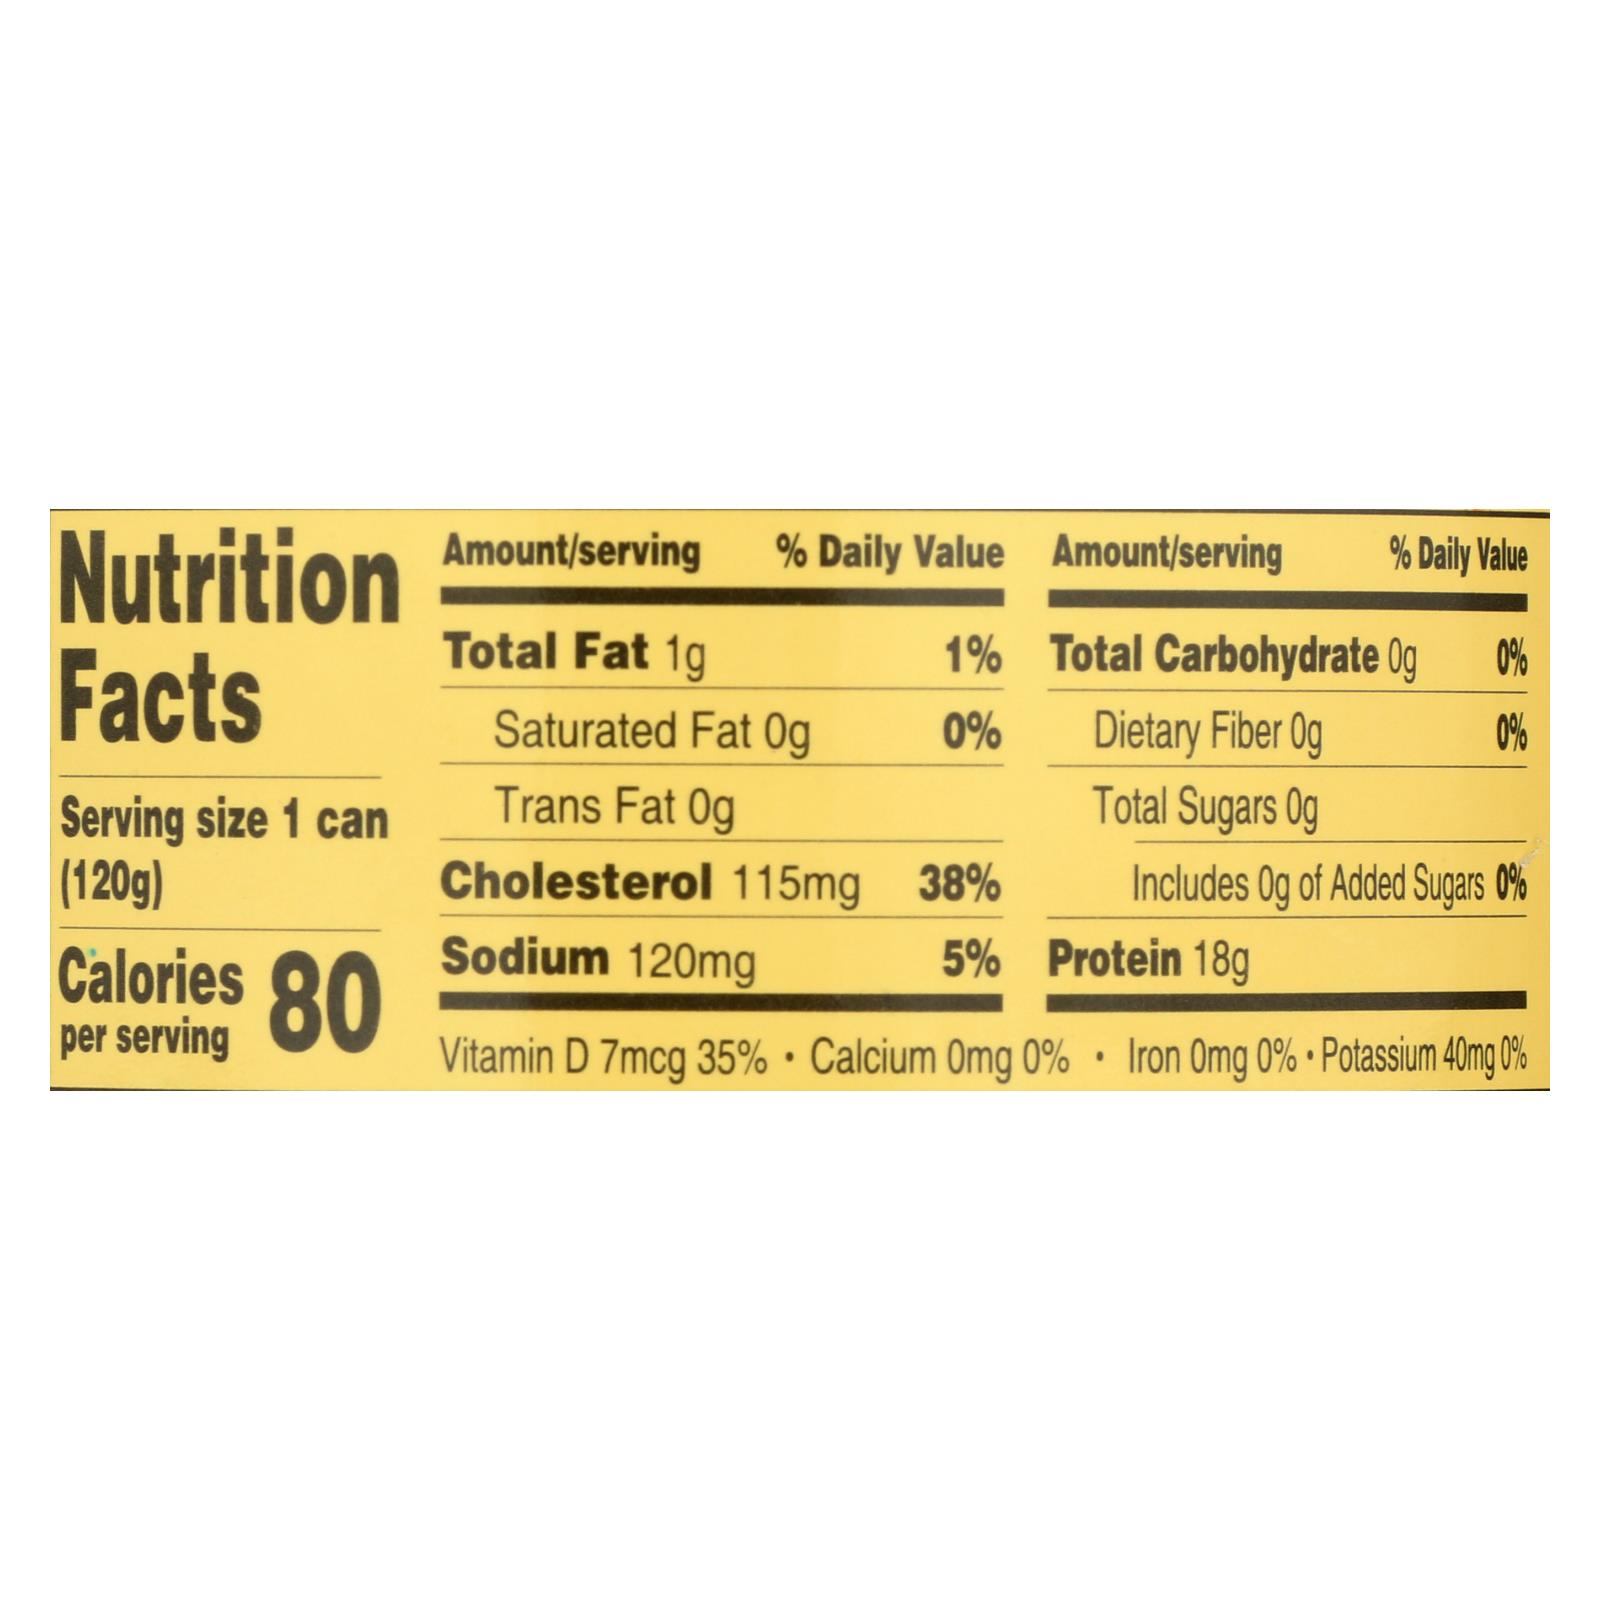 Nutrition
Facts
Serving size 1 can
(120g)
Calories 80
per serving
Amount/serving % Daily Value
Total Fat 1g 1%
Saturated Fat 0g 0%
Trans Fat 0g
Cholesterol 115mg 38%
Sodium 120mg 5%
Amount/serving % Daily Value
Total Carbohydrate 0g 0%
Dietary Fiber 0g 0%
Total Sugars 0g
Includes 0g of Added Sugars 0%
Protein 18g
Vitamin D 7mcg 35% • Calcium 0mg 0% • Iron 0mg 0% • Potassium 40mg 0%